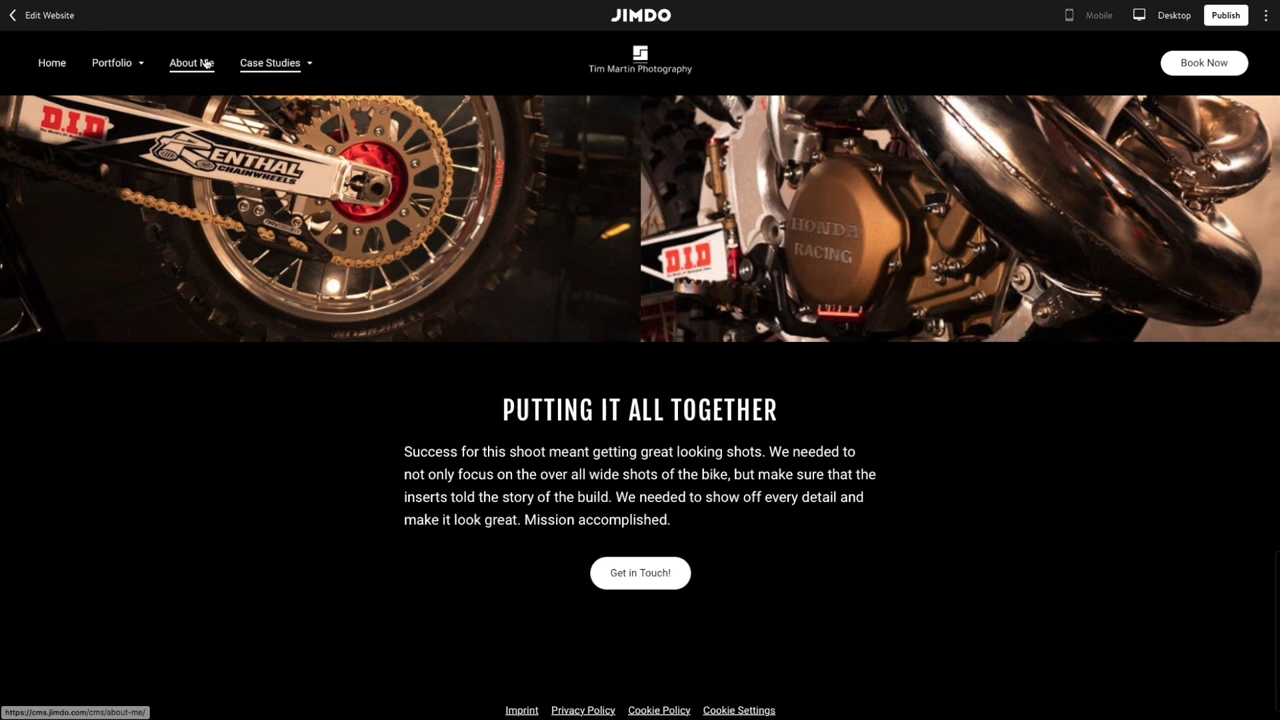 Edit Website
JIMDO
Mobile
Desktop
Publish
Home
Portfolio
About Me
Case Studies
Tim Martin Photography
Book Now
D.I.D
RENTHAL
CHAINWHEELS
HONDA
RACING
D.I.D
PUTTING IT ALL TOGETHER
Success for this shoot meant getting great looking shots. We needed to
not only focus on the over all wide shots of the bike, but make sure that the
inserts told the story of the build. We needed to show off every detail and
make it look great. Mission accomplished.
Get in Touch!
Imprint Privacy Policy Cookie Policy Cookie Settings
https://cms.jimdo.com/cms/about-me/